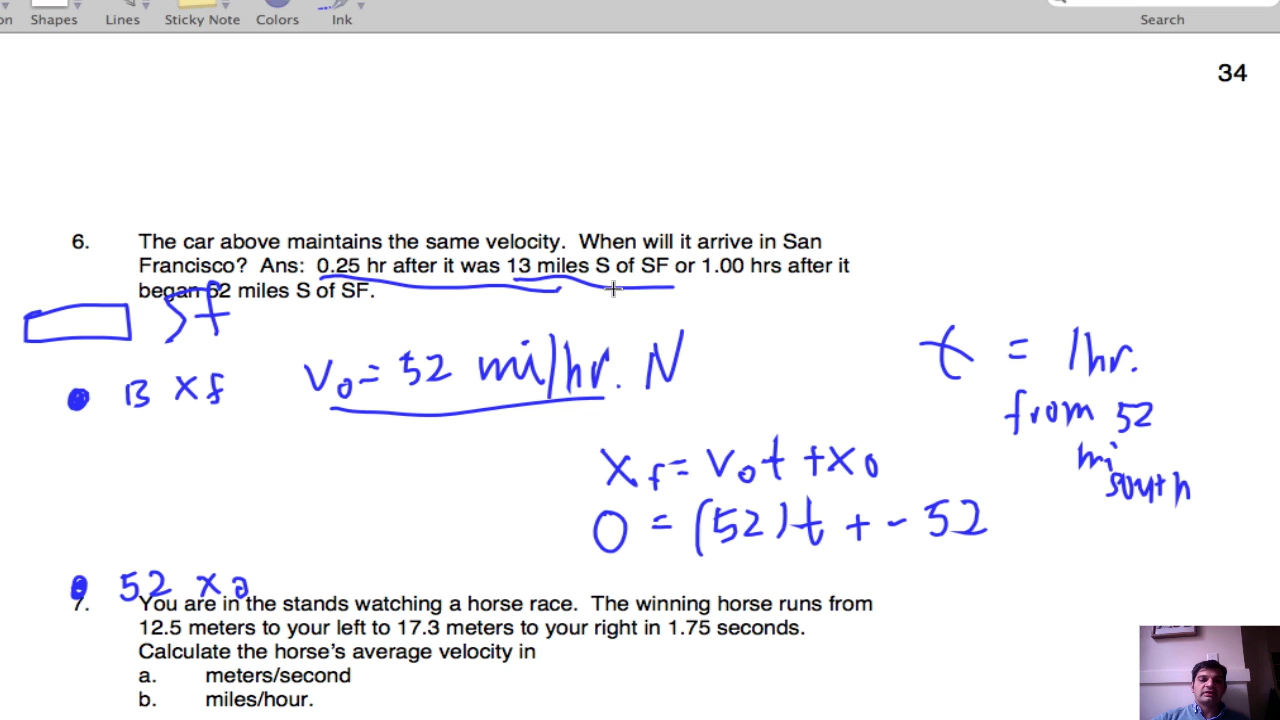 on Shapes Lines Sticky Note Colors Ink Search
34
6. The car above maintains the same velocity. When will it arrive in San
Francisco? Ans: 0.25 hr after it was 13 miles S of SF or 1.00 hrs after it
began 52 miles S of SF.
Sf
V0 = 52 mi/hr. N
t = 1hr.
13 Xf
from 52
mi
south
Xf = V0t + X0
0 = (52)t + - 52
52 X0
7. You are in the stands watching a horse race. The winning horse runs from
12.5 meters to your left to 17.3 meters to your right in 1.75 seconds.
Calculate the horse's average velocity in
a. meters/second
b. miles/hour.